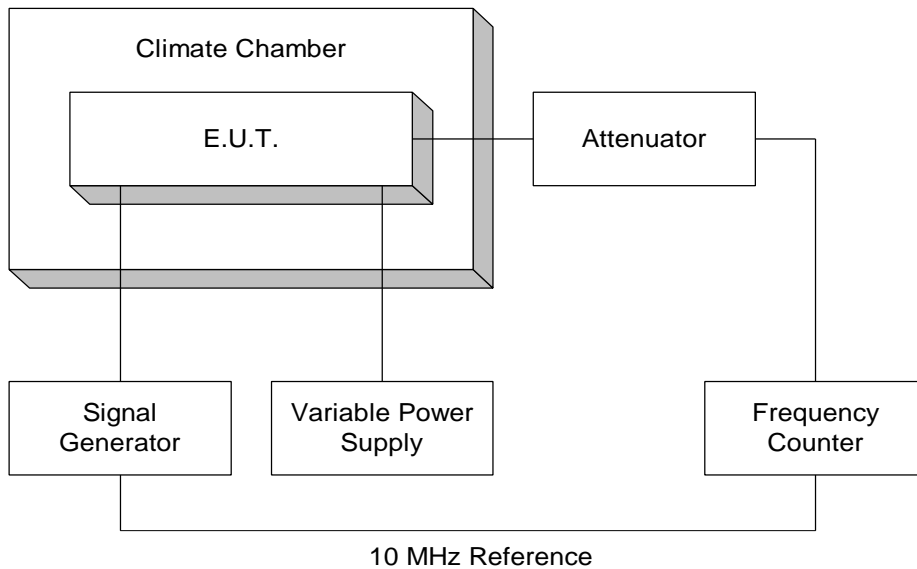 Climate Chamber
E.U.T.
Attenuator
Signal
Generator
Variable Power
Supply
Frequency
Counter
10 MHz Reference